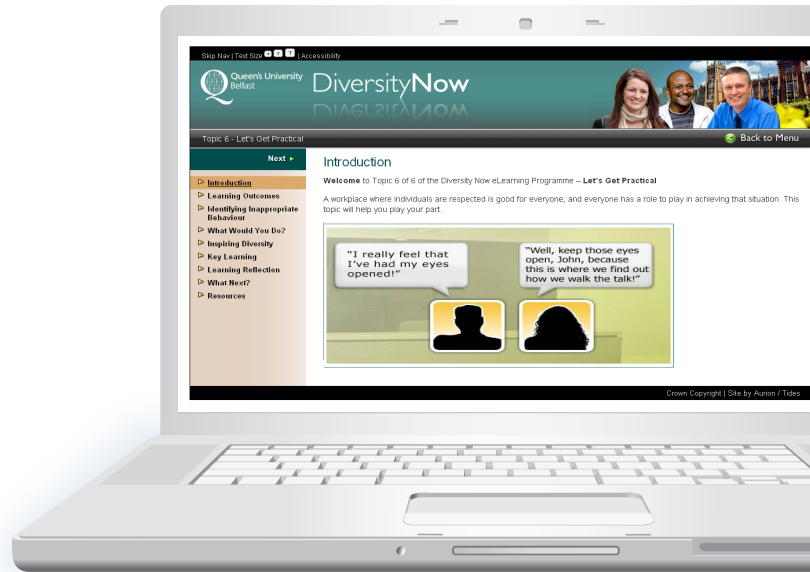 Skip Nav | Text Size T T T | Accessibility
Queen's University
Belfast
DiversityNow
Topic 6 - Let's Get Practical
Back to Menu
Next
Introduction
Learning Outcomes
Identifying Inappropriate
Behaviour
What Would You Do?
Inspiring Diversity
Key Learning
Learning Reflection
What Next?
Resources
Introduction
Welcome to Topic 6 of 6 of the Diversity Now eLearning Programme – Let's Get Practical
A workplace where individuals are respected is good for everyone, and everyone has a role to play in achieving that situation. This
topic will help you play your part.
"I really feel that
I've had my eyes
opened!"
"Well, keep those eyes
open, John, because
this is where we find out
how we walk the talk!"
Crown Copyright | Site by Aurion / Tides